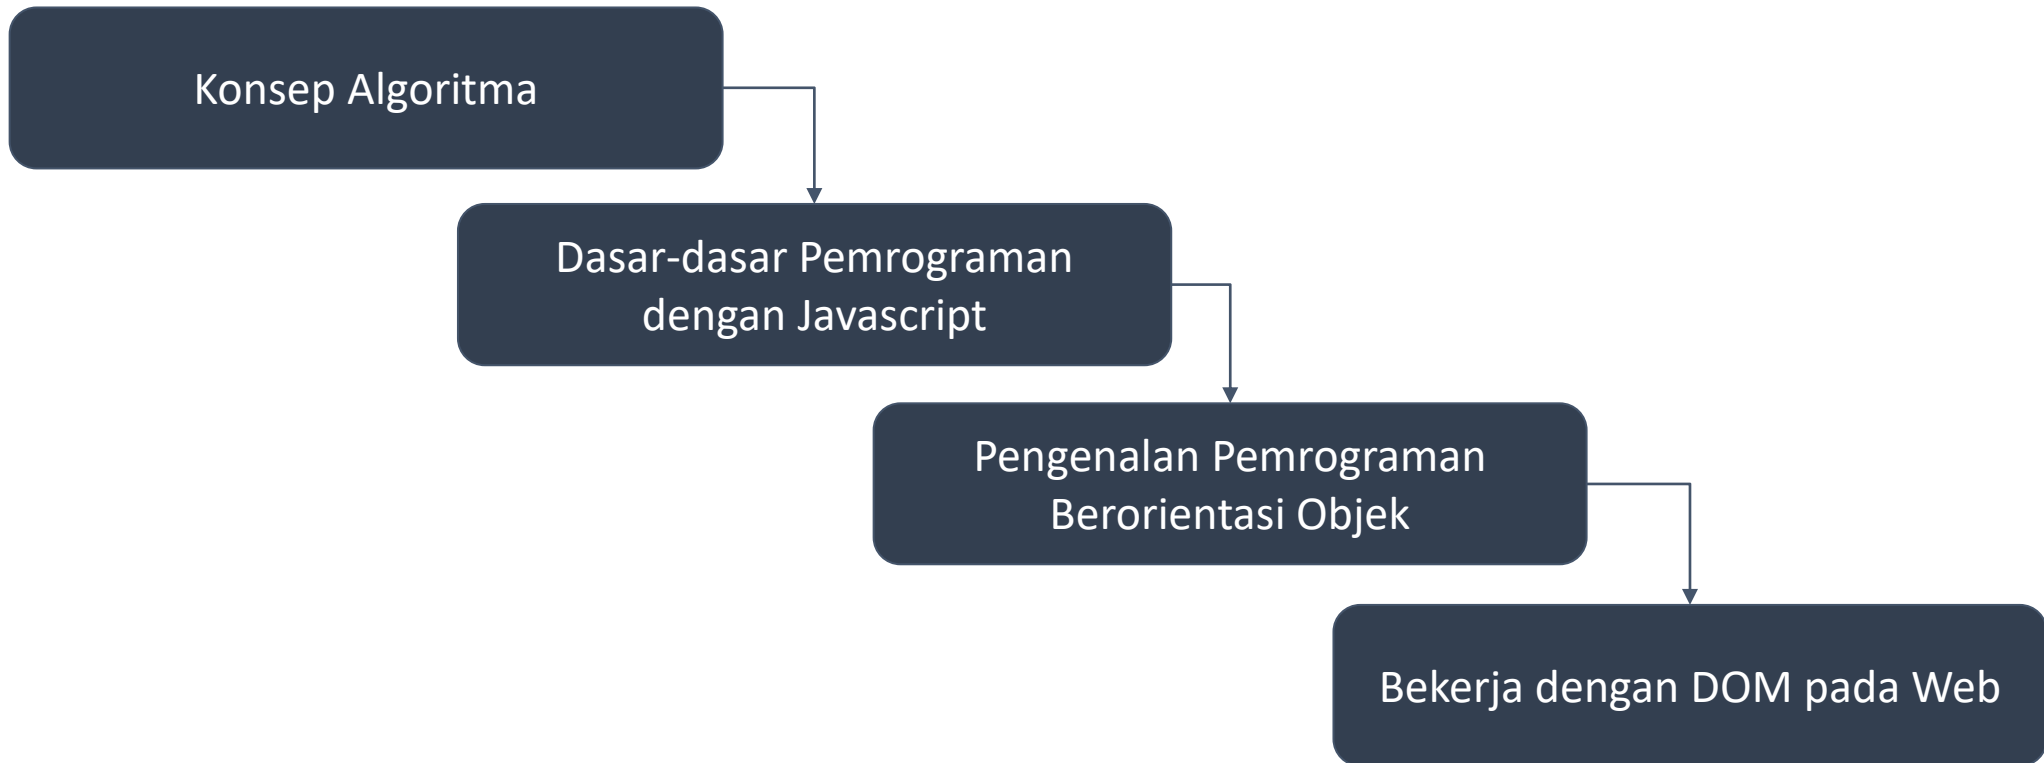 Konsep Algoritma
Dasar-dasar Pemrograman
dengan Javascript
Pengenalan Pemrograman
Berorientasi Objek
Bekerja dengan DOM pada Web